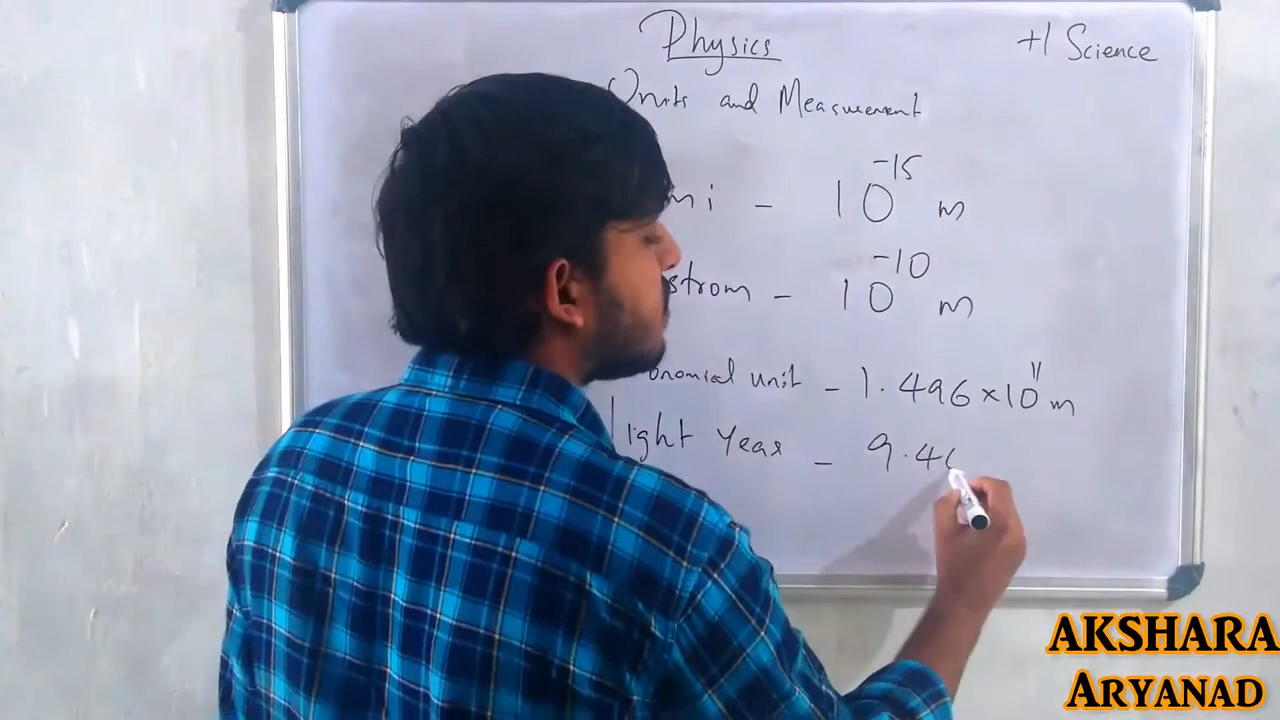 Physics
+1 Science
Units and Measurement
mi - 10⁻¹⁵ m
strom - 10⁻¹⁰ m
onomical unit - 1.496 × 10¹¹ m
light Year - 9.46
AKSHARA
ARYANAD